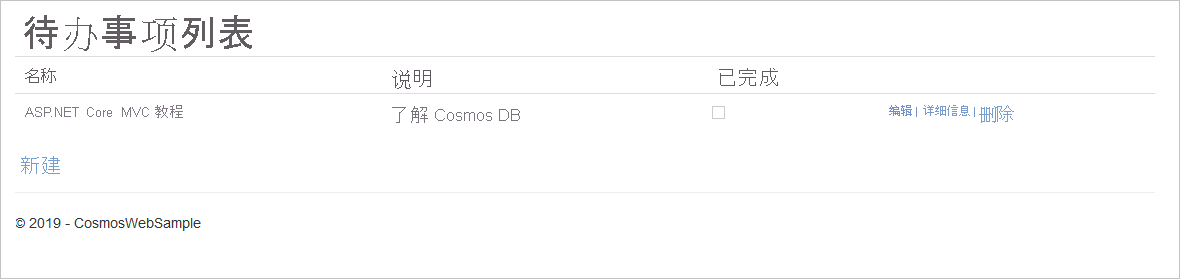 待办事项列表
名称 说明 已完成
ASP.NET Core MVC 教程 了解 Cosmos DB 编辑 | 详细信息 | 删除
新建
© 2019 - CosmosWebSample